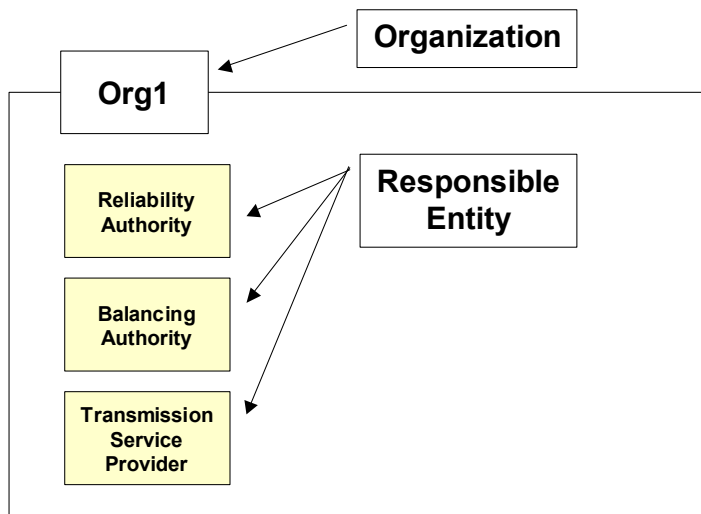 Organization
Org1
Reliability
Authority
Responsible
Entity
Balancing
Authority
Transmission
Service
Provider